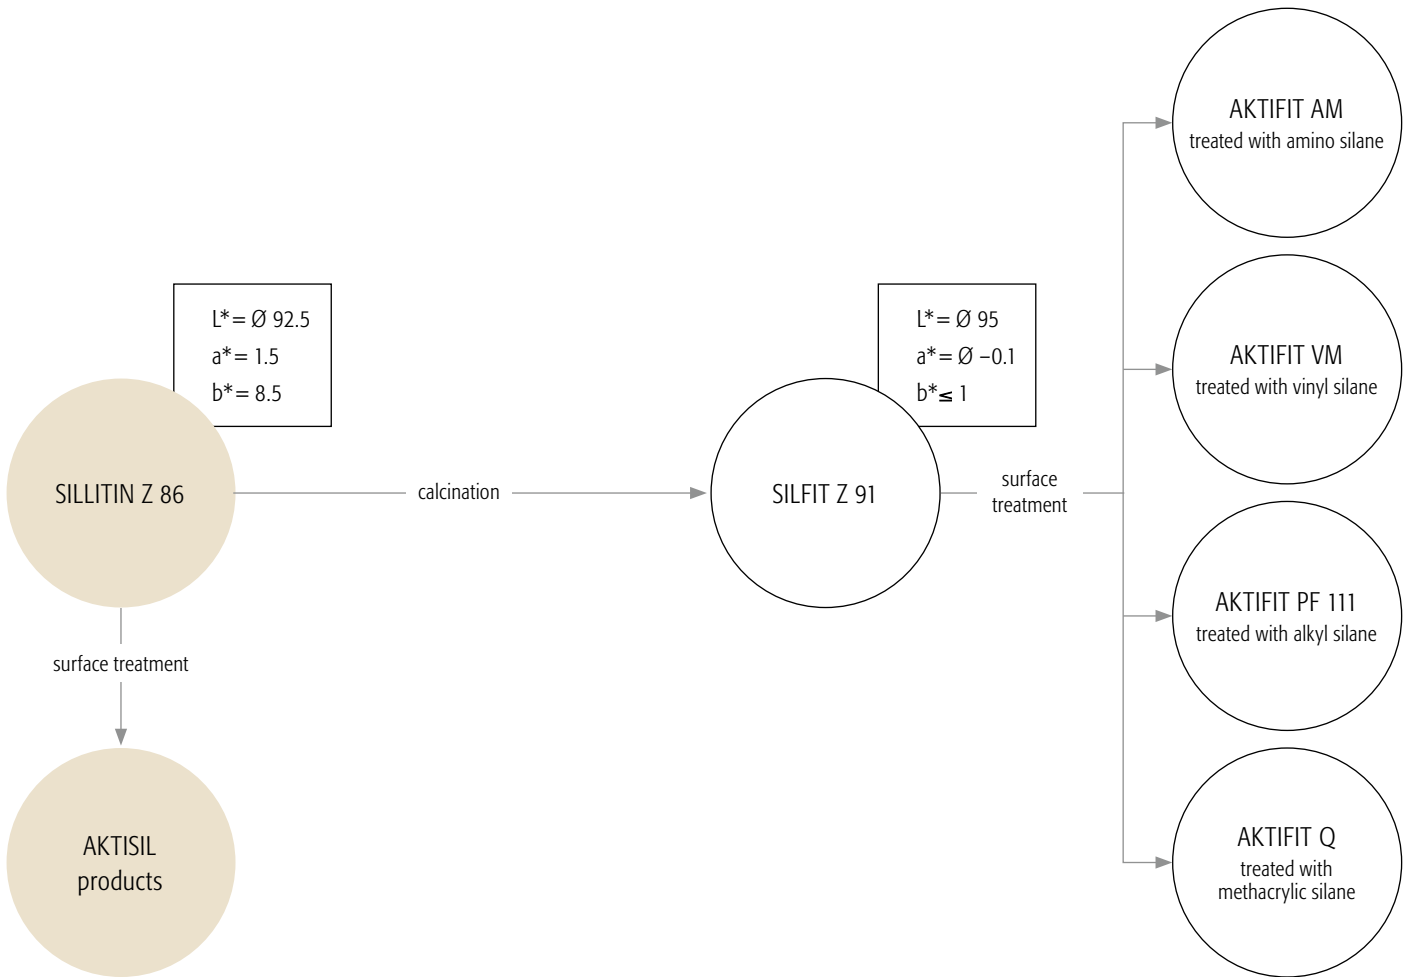 L* = Ø 92.5
a* = 1.5
b* = 8.5
SILLITIN Z 86
calcination
surface treatment
AKTISIL
products
L* = Ø 95
a* = Ø –0.1
b* ≤ 1
SILFIT Z 91
surface
treatment
AKTIFIT AM
treated with amino silane
AKTIFIT VM
treated with vinyl silane
AKTIFIT PF 111
treated with alkyl silane
AKTIFIT Q
treated with
methacrylic silane